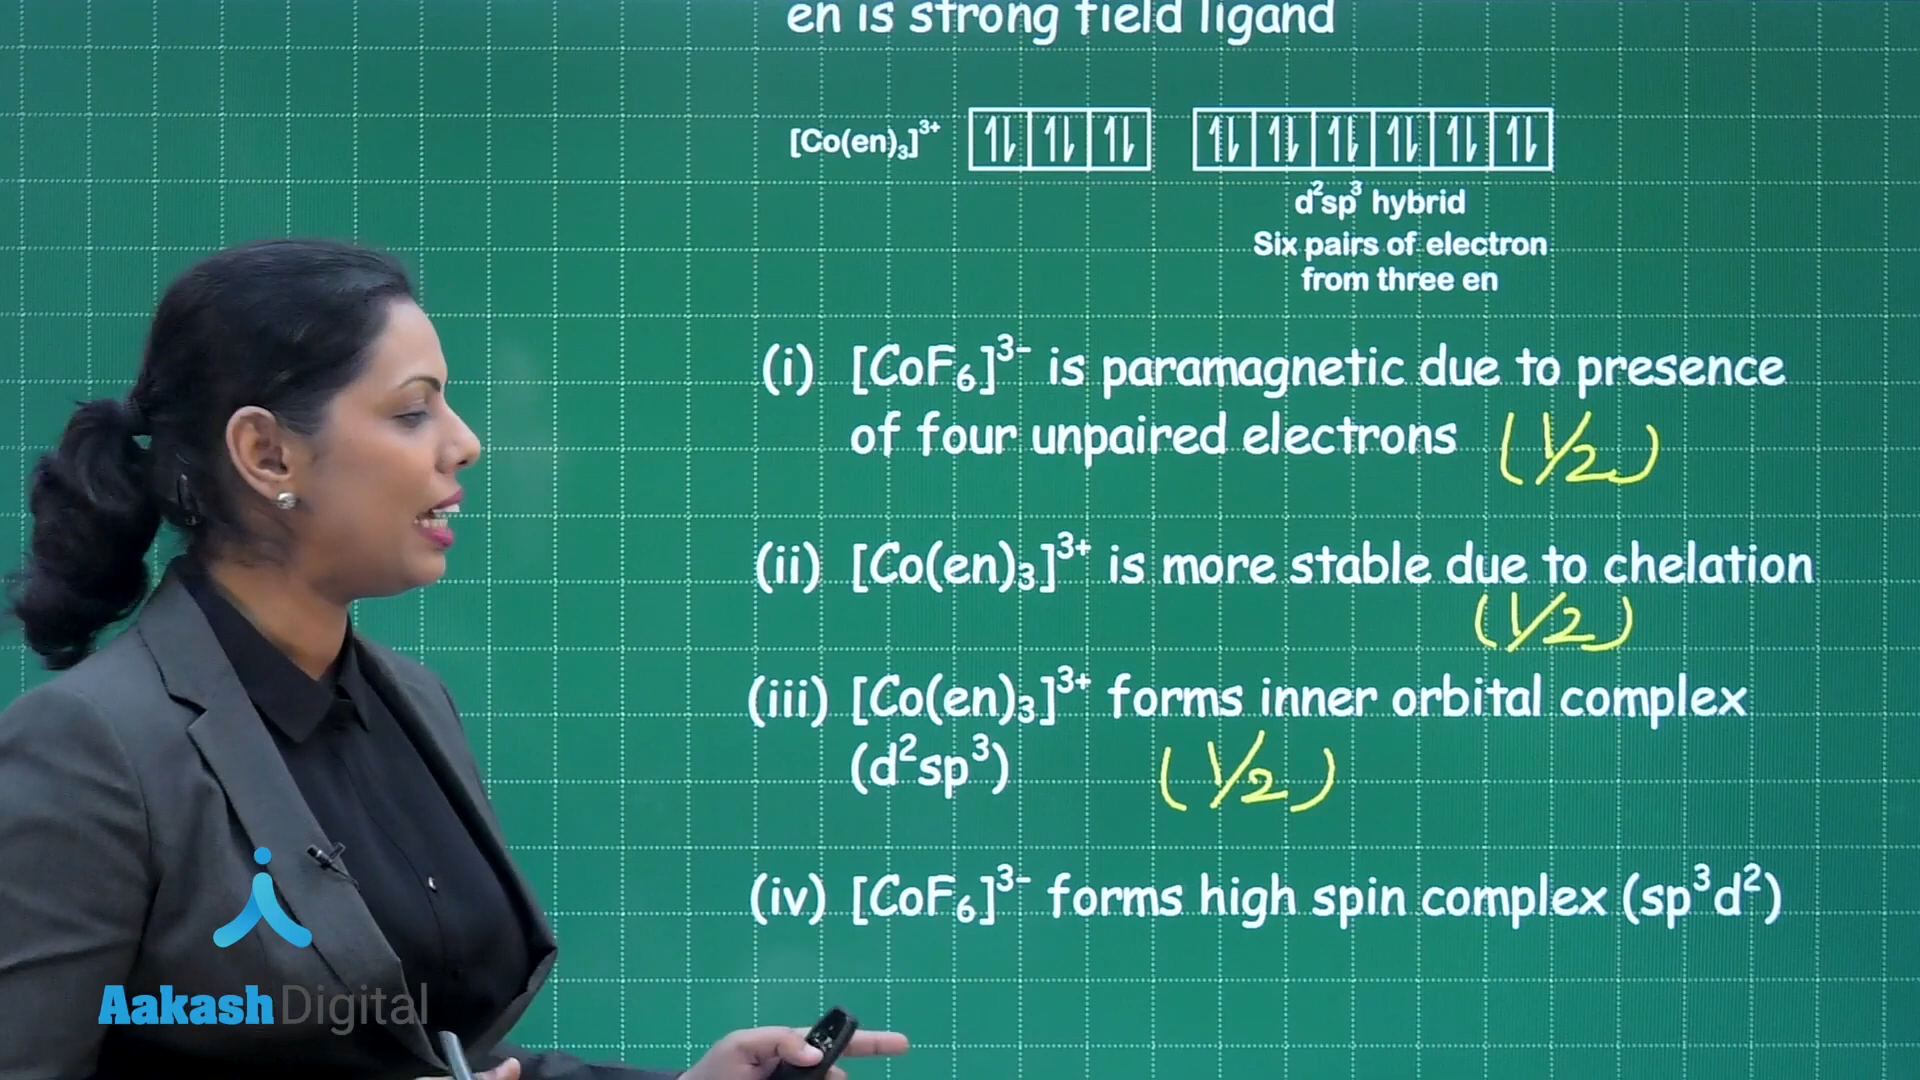 en is strong field ligand
[Co(en)₃]³⁺ ⥮ ⥮ ⥮ ⥮ ⥮ ⥮ ⥮ ⥮ ⥮
d²sp³ hybrid
Six pairs of electron
from three en
(i) [CoF₆]³⁻ is paramagnetic due to presence
of four unpaired electrons (1/2)
(ii) [Co(en)₃]³⁺ is more stable due to chelation
(1/2)
(iii) [Co(en)₃]³⁺ forms inner orbital complex
(d²sp³) (1/2)
(iv) [CoF₆]³⁻ forms high spin complex (sp³d²)
Aakash Digital